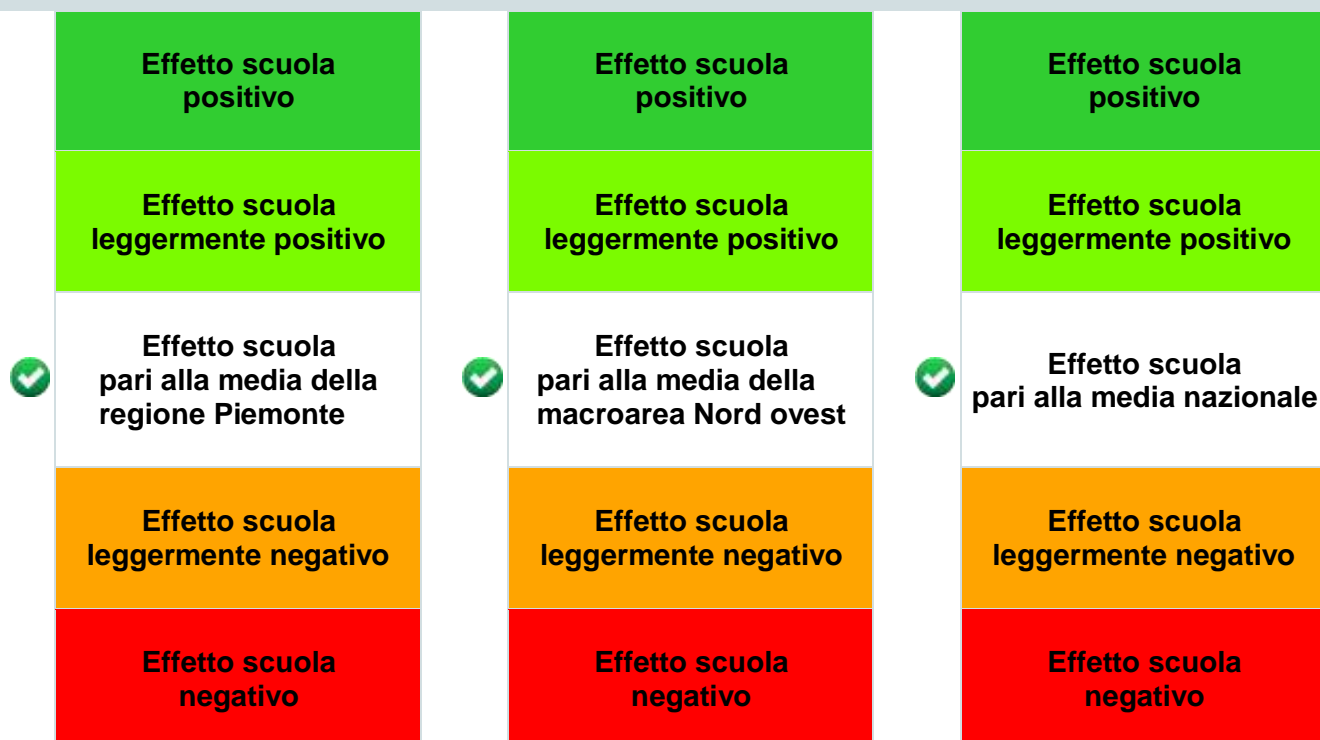 Effetto scuola
positivo
Effetto scuola
positivo
Effetto scuola
positivo
Effetto scuola
leggermente positivo
Effetto scuola
leggermente positivo
Effetto scuola
leggermente positivo
Effetto scuola
pari alla media della
regione Piemonte
Effetto scuola
pari alla media della
macroarea Nord ovest
Effetto scuola
pari alla media nazionale
Effetto scuola
leggermente negativo
Effetto scuola
leggermente negativo
Effetto scuola
leggermente negativo
Effetto scuola
negativo
Effetto scuola
negativo
Effetto scuola
negativo